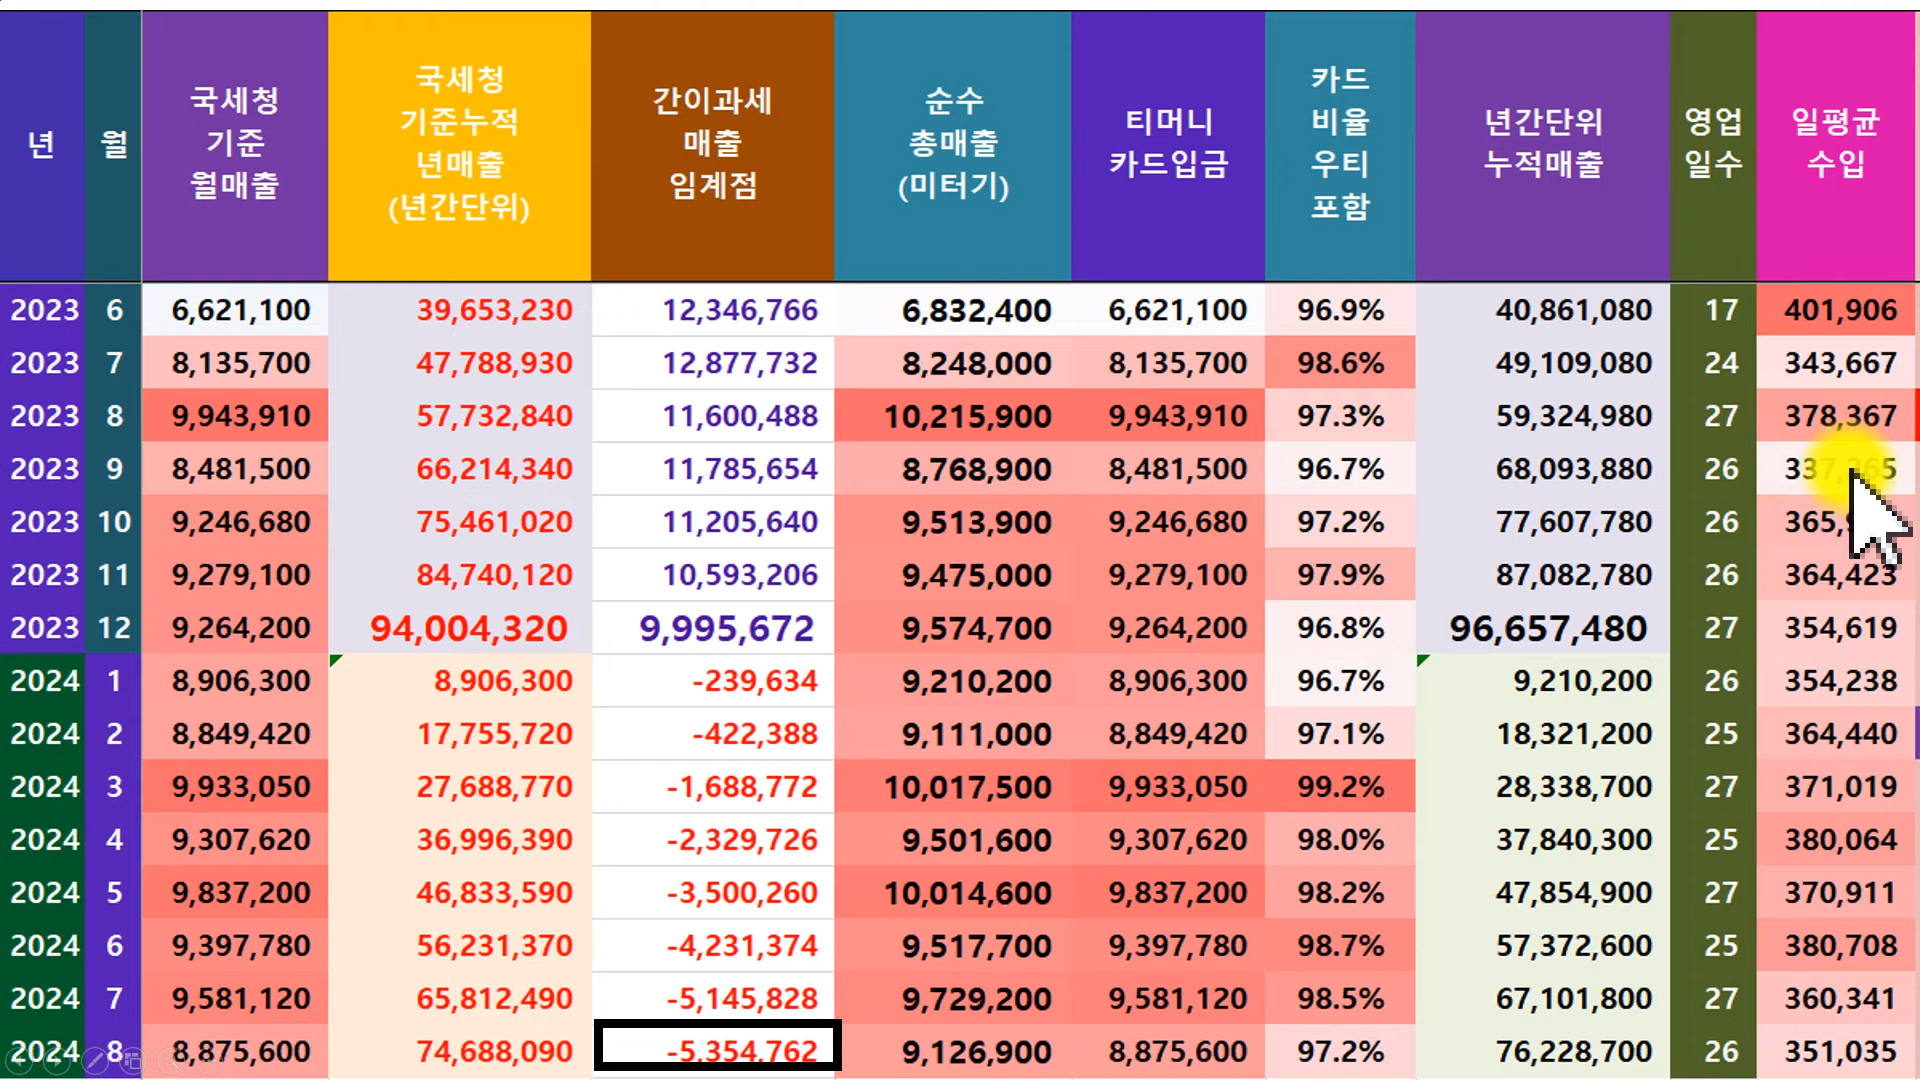 년 월 국세청 기준 월매출 국세청 기준누적 년매출 (년간단위) 간이과세 매출 임계점 순수 총매출 (미터기) 티머니 카드입금 카드 비율 우티 포함 년간단위 누적매출 영업 일수 일평균 수입
2023 6 6,621,100 39,653,230 12,346,766 6,832,400 6,621,100 96.9% 40,861,080 17 401,906
2023 7 8,135,700 47,788,930 12,877,732 8,248,000 8,135,700 98.6% 49,109,080 24 343,667
2023 8 9,943,910 57,732,840 11,600,488 10,215,900 9,943,910 97.3% 59,324,980 27 378,367
2023 9 8,481,500 66,214,340 11,785,654 8,768,900 8,481,500 96.7% 68,093,880 26
2023 10 9,246,680 75,461,020 11,205,640 9,513,900 9,246,680 97.2% 77,607,780 26
2023 11 9,279,100 84,740,120 10,593,206 9,475,000 9,279,100 97.9% 87,082,780 26 364,423
2023 12 9,264,200 94,004,320 9,995,672 9,574,700 9,264,200 96.8% 96,657,480 27 354,619
2024 1 8,906,300 8,906,300 -239,634 9,210,200 8,906,300 96.7% 9,210,200 26 354,238
2024 2 8,849,420 17,755,720 -422,388 9,111,000 8,849,420 97.1% 18,321,200 25 364,440
2024 3 9,933,050 27,688,770 -1,688,772 10,017,500 9,933,050 99.2% 28,338,700 27 371,019
2024 4 9,307,620 36,996,390 -2,329,726 9,501,600 9,307,620 98.0% 37,840,300 25 380,064
2024 5 9,837,200 46,833,590 -3,500,260 10,014,600 9,837,200 98.2% 47,854,900 27 370,911
2024 6 9,397,780 56,231,370 -4,231,374 9,517,700 9,397,780 98.7% 57,372,600 25 380,708
2024 7 9,581,120 65,812,490 -5,145,828 9,729,200 9,581,120 98.5% 67,101,800 27 360,341
2024 8 8,875,600 74,688,090 -5,354,762 9,126,900 8,875,600 97.2% 76,228,700 26 351,035